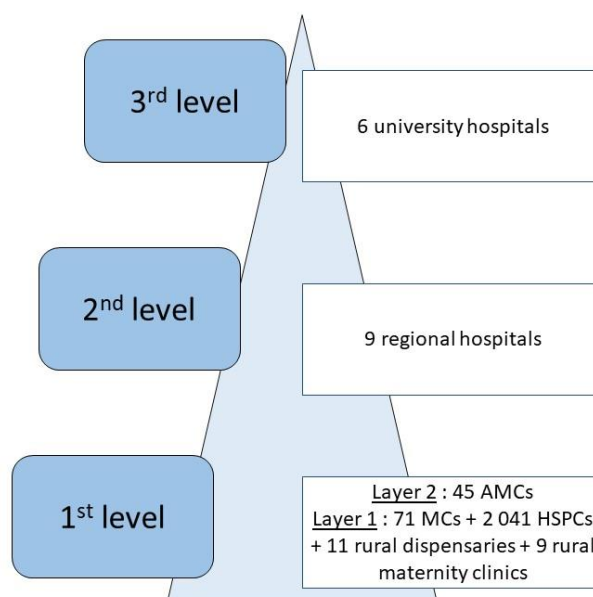 3rd level
6 university hospitals
2nd level
9 regional hospitals
1st level
Layer 2 : 45 AMCs
Layer 1 : 71 MCs + 2 041 HSPCs
+ 11 rural dispensaries + 9 rural
maternity clinics